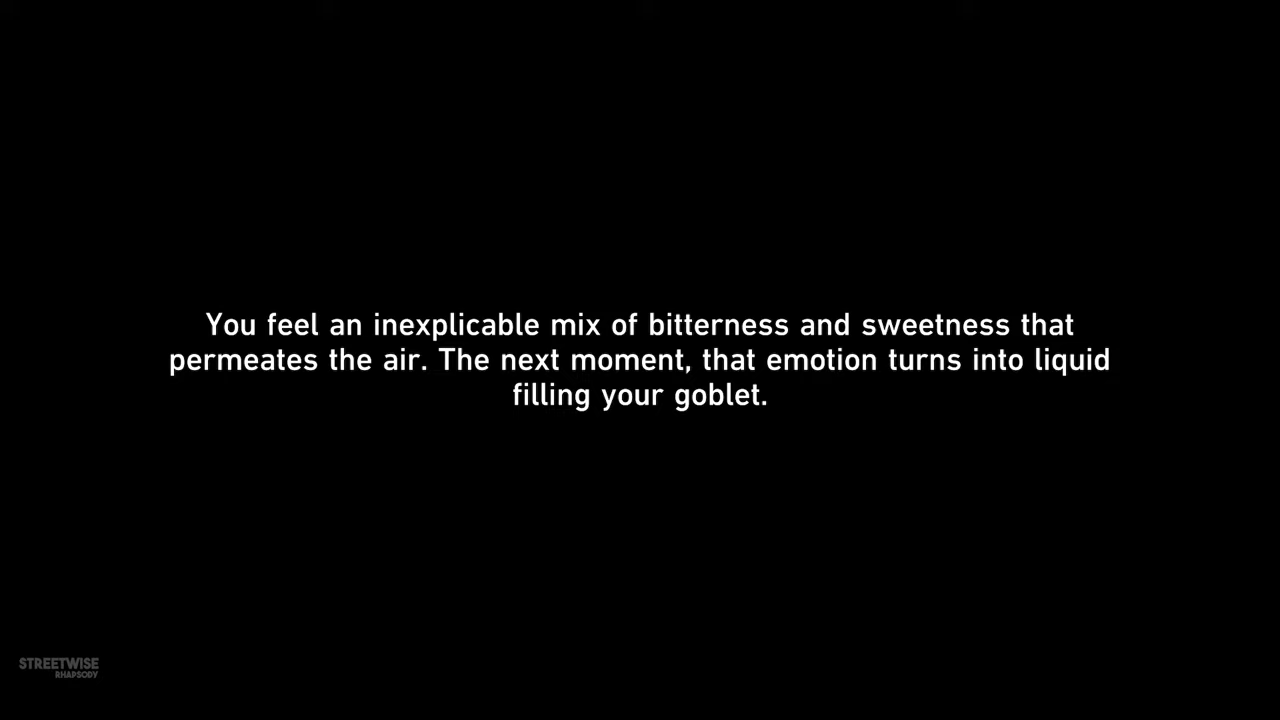 You feel an inexplicable mix of bitterness and sweetness that
permeates the air. The next moment, that emotion turns into liquid
filling your goblet.
STREETWISE
RHAPSODY